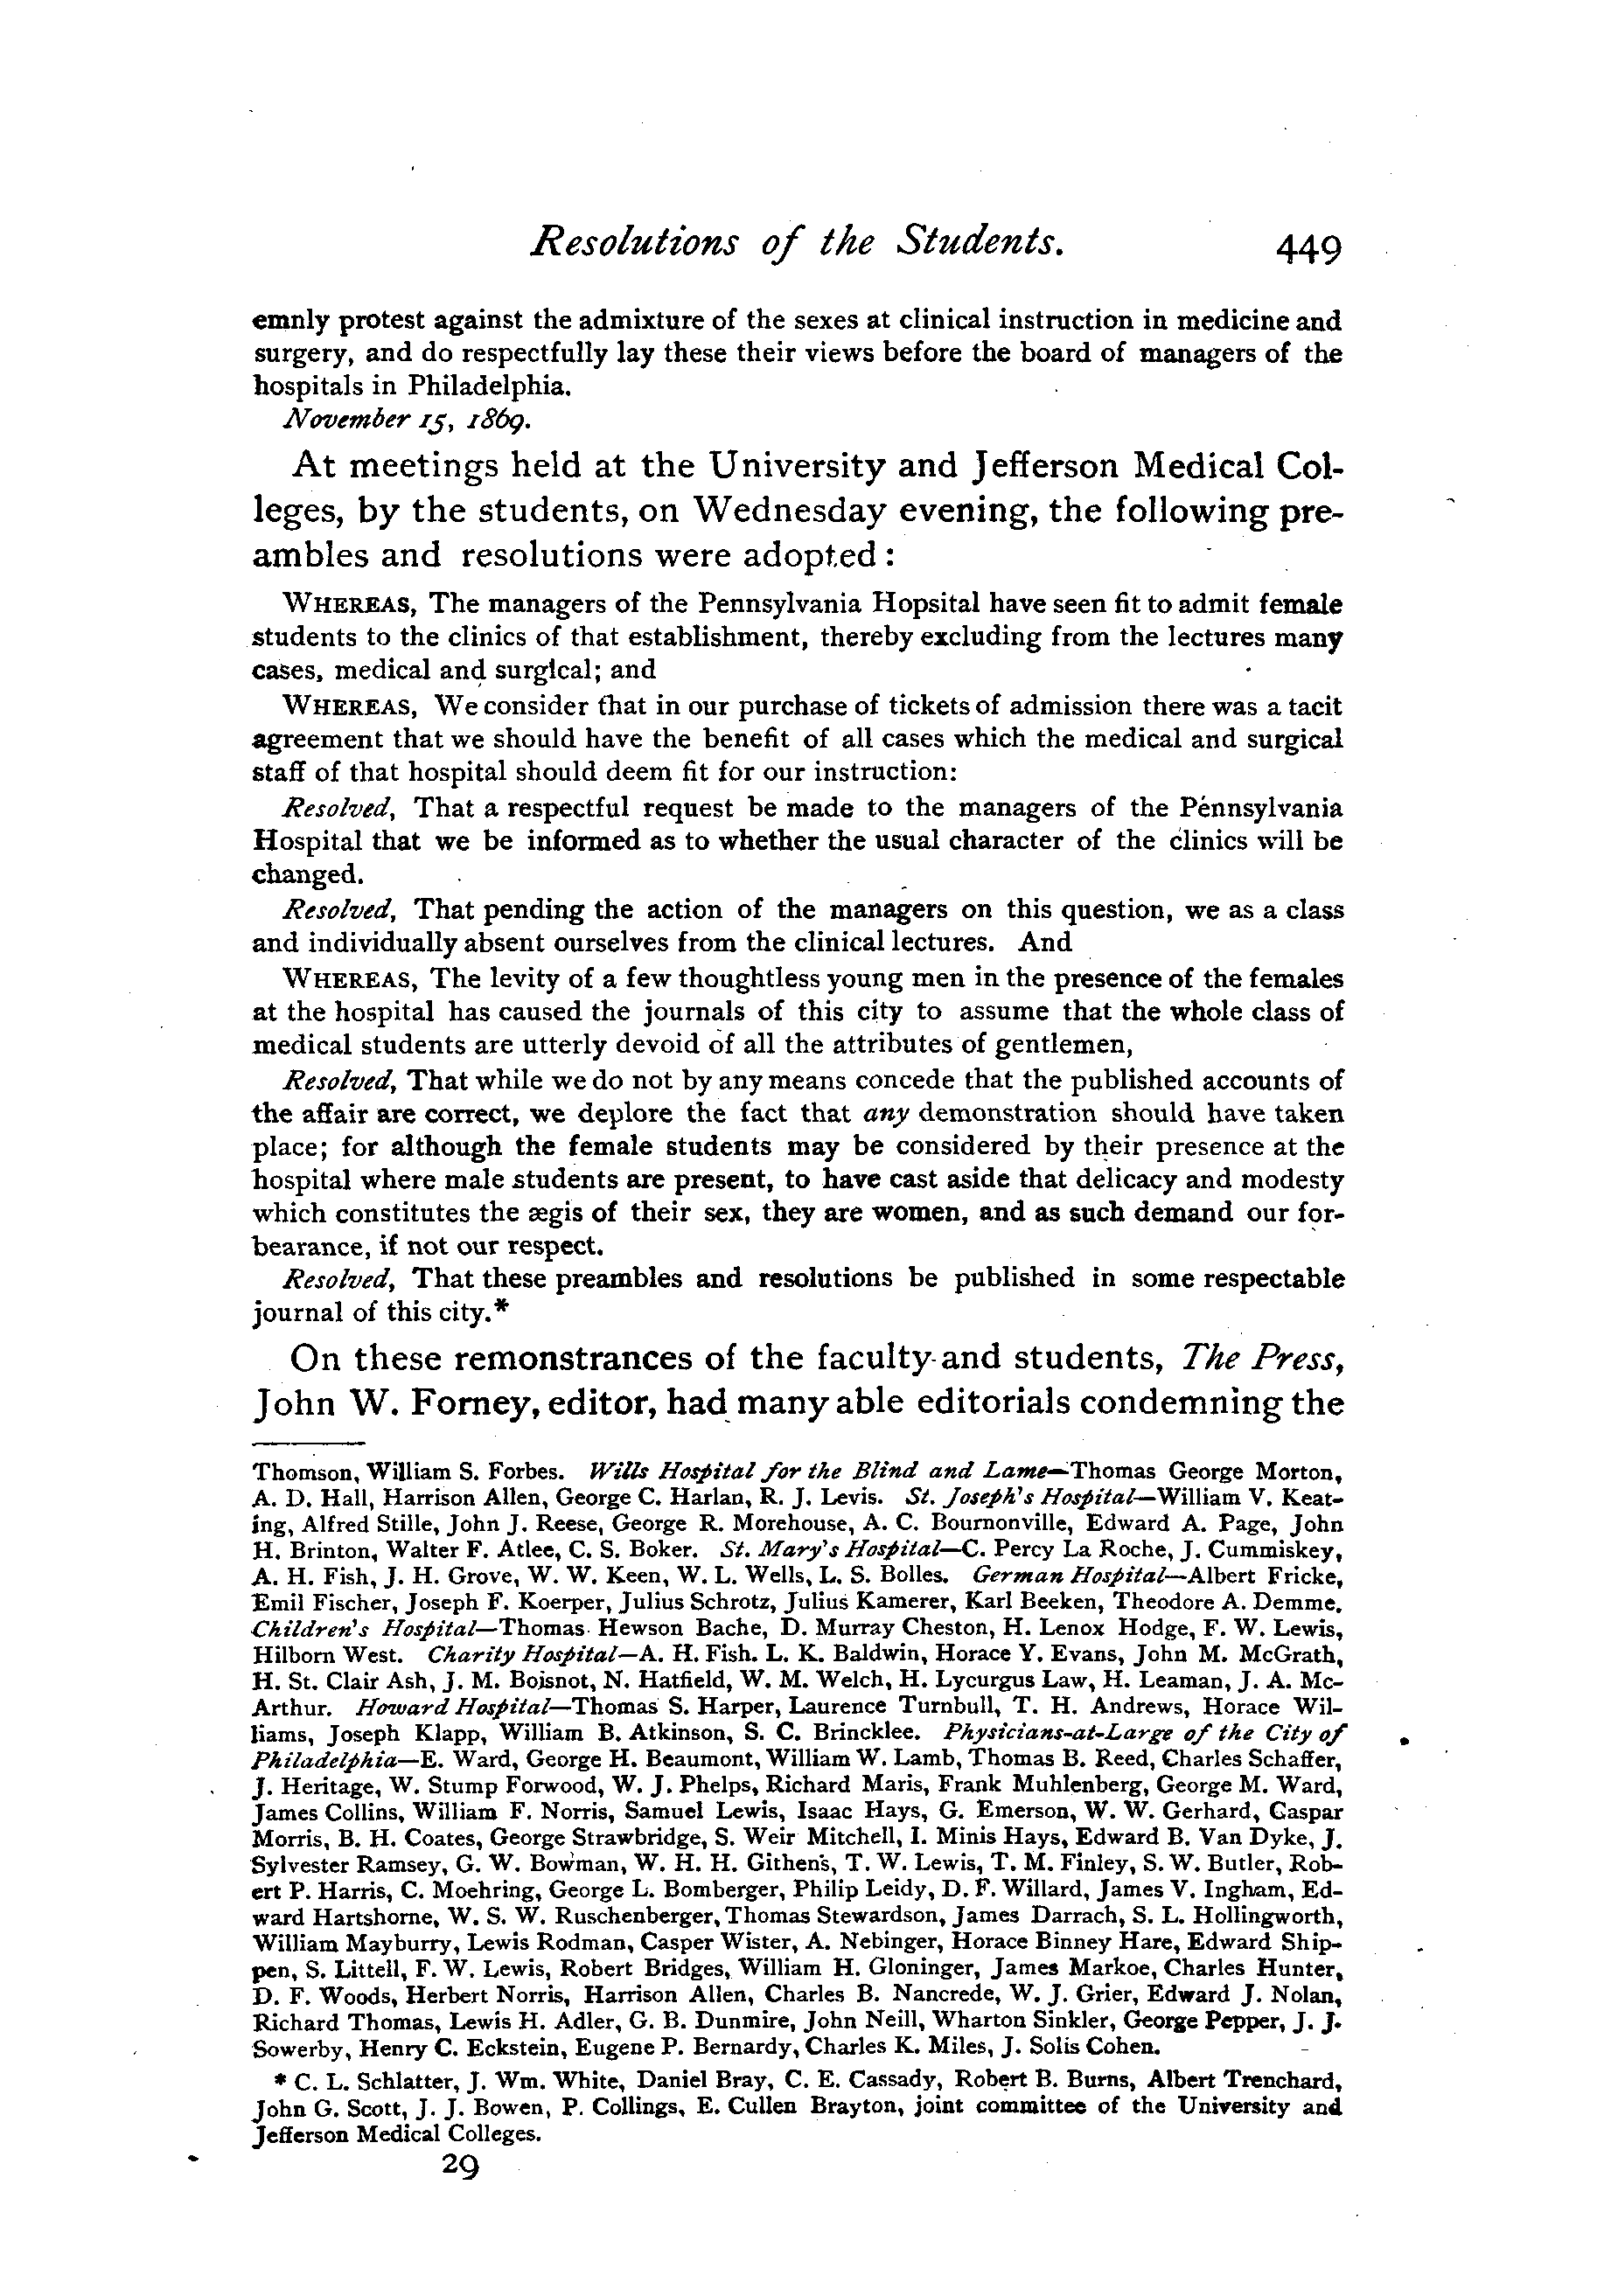 Resolutions of the Students. 449
emnly protest against the admixture of the sexes at clinical instruction in medicine and
surgery, and do respectfully lay these their views before the board of managers of the
hospitals in Philadelphia.
November 15, 1869.
At meetings held at the University and Jefferson Medical Col-
leges, by the students, on Wednesday evening, the following pre-
ambles and resolutions were adopted:
WHEREAS, The managers of the Pennsylvania Hopsital have seen fit to admit female
students to the clinics of that establishment, thereby excluding from the lectures many
cases, medical and surgical; and
WHEREAS, We consider that in our purchase of tickets of admission there was a tacit
agreement that we should have the benefit of all cases which the medical and surgical
staff of that hospital should deem fit for our instruction:
Resolved, That a respectful request be made to the managers of the Pennsylvania
Hospital that we be informed as to whether the usual character of the clinics will be
changed.
Resolved, That pending the action of the managers on this question, we as a class
and individually absent ourselves from the clinical lectures. And
WHEREAS, The levity of a few thoughtless young men in the presence of the females
at the hospital has caused the journals of this city to assume that the whole class of
medical students are utterly devoid of all the attributes of gentlemen,
Resolved, That while we do not by any means concede that the published accounts of
the affair are correct, we deplore the fact that any demonstration should have taken
place; for although the female students may be considered by their presence at the
hospital where male students are present, to have cast aside that delicacy and modesty
which constitutes the ægis of their sex, they are women, and as such demand our for-
bearance, if not our respect.
Resolved, That these preambles and resolutions be published in some respectable
journal of this city.*
On these remonstrances of the faculty and students, The Press,
John W. Forney, editor, had many able editorials condemning the
Thomson, William S. Forbes. Wills Hospital for the Blind and Lame—Thomas George Morton,
A. D. Hall, Harrison Allen, George C. Harlan, R. J. Levis. St. Joseph's Hospital—William V. Keat-
ing, Alfred Stille, John J. Reese, George R. Morehouse, A. C. Bournonville, Edward A. Page, John
H. Brinton, Walter F. Atlee, C. S. Boker. St. Mary's Hospital—C. Percy La Roche, J. Cummiskey,
A. H. Fish, J. H. Grove, W. W. Keen, W. L. Wells, L. S. Bolles. German Hospital—Albert Fricke,
Emil Fischer, Joseph F. Koerper, Julius Schrotz, Julius Kamerer, Karl Beeken, Theodore A. Demme.
Children's Hospital—Thomas Hewson Bache, D. Murray Cheston, H. Lenox Hodge, F. W. Lewis,
Hilborn West. Charity Hospital—A. H. Fish. L. K. Baldwin, Horace Y. Evans, John M. McGrath,
H. St. Clair Ash, J. M. Boisnot, N. Hatfield, W. M. Welch, H. Lycurgus Law, H. Leaman, J. A. Mc-
Arthur. Howard Hospital—Thomas S. Harper, Laurence Turnbull, T. H. Andrews, Horace Wil-
liams, Joseph Klapp, William B. Atkinson, S. C. Brincklee. Physicians-at-Large of the City of
Philadelphia—E. Ward, George H. Beaumont, William W. Lamb, Thomas B. Reed, Charles Schaffer,
J. Heritage, W. Stump Forwood, W. J. Phelps, Richard Maris, Frank Muhlenberg, George M. Ward,
James Collins, William F. Norris, Samuel Lewis, Isaac Hays, G. Emerson, W. W. Gerhard, Caspar
Morris, B. H. Coates, George Strawbridge, S. Weir Mitchell, I. Minis Hays, Edward B. Van Dyke, J.
Sylvester Ramsey, G. W. Bowman, W. H. H. Githens, T. W. Lewis, T. M. Finley, S. W. Butler, Rob-
ert P. Harris, C. Moehring, George L. Bomberger, Philip Leidy, D. F. Willard, James V. Ingham, Ed-
ward Hartshorne, W. S. W. Ruschenberger, Thomas Stewardson, James Darrach, S. L. Hollingworth,
William Mayburry, Lewis Rodman, Casper Wister, A. Nebinger, Horace Binney Hare, Edward Ship-
pen, S. Littell, F. W. Lewis, Robert Bridges, William H. Gloninger, James Markoe, Charles Hunter,
D. F. Woods, Herbert Norris, Harrison Allen, Charles B. Nancrede, W. J. Grier, Edward J. Nolan,
Richard Thomas, Lewis H. Adler, G. B. Dunmire, John Neill, Wharton Sinkler, George Pepper, J. J.
Sowerby, Henry C. Eckstein, Eugene P. Bernardy, Charles K. Miles, J. Solis Cohen.
* C. L. Schlatter, J. Wm. White, Daniel Bray, C. E. Cassady, Robert B. Burns, Albert Trenchard,
John G. Scott, J. J. Bowen, P. Collings, E. Cullen Brayton, joint committee of the University and
Jefferson Medical Colleges.
29